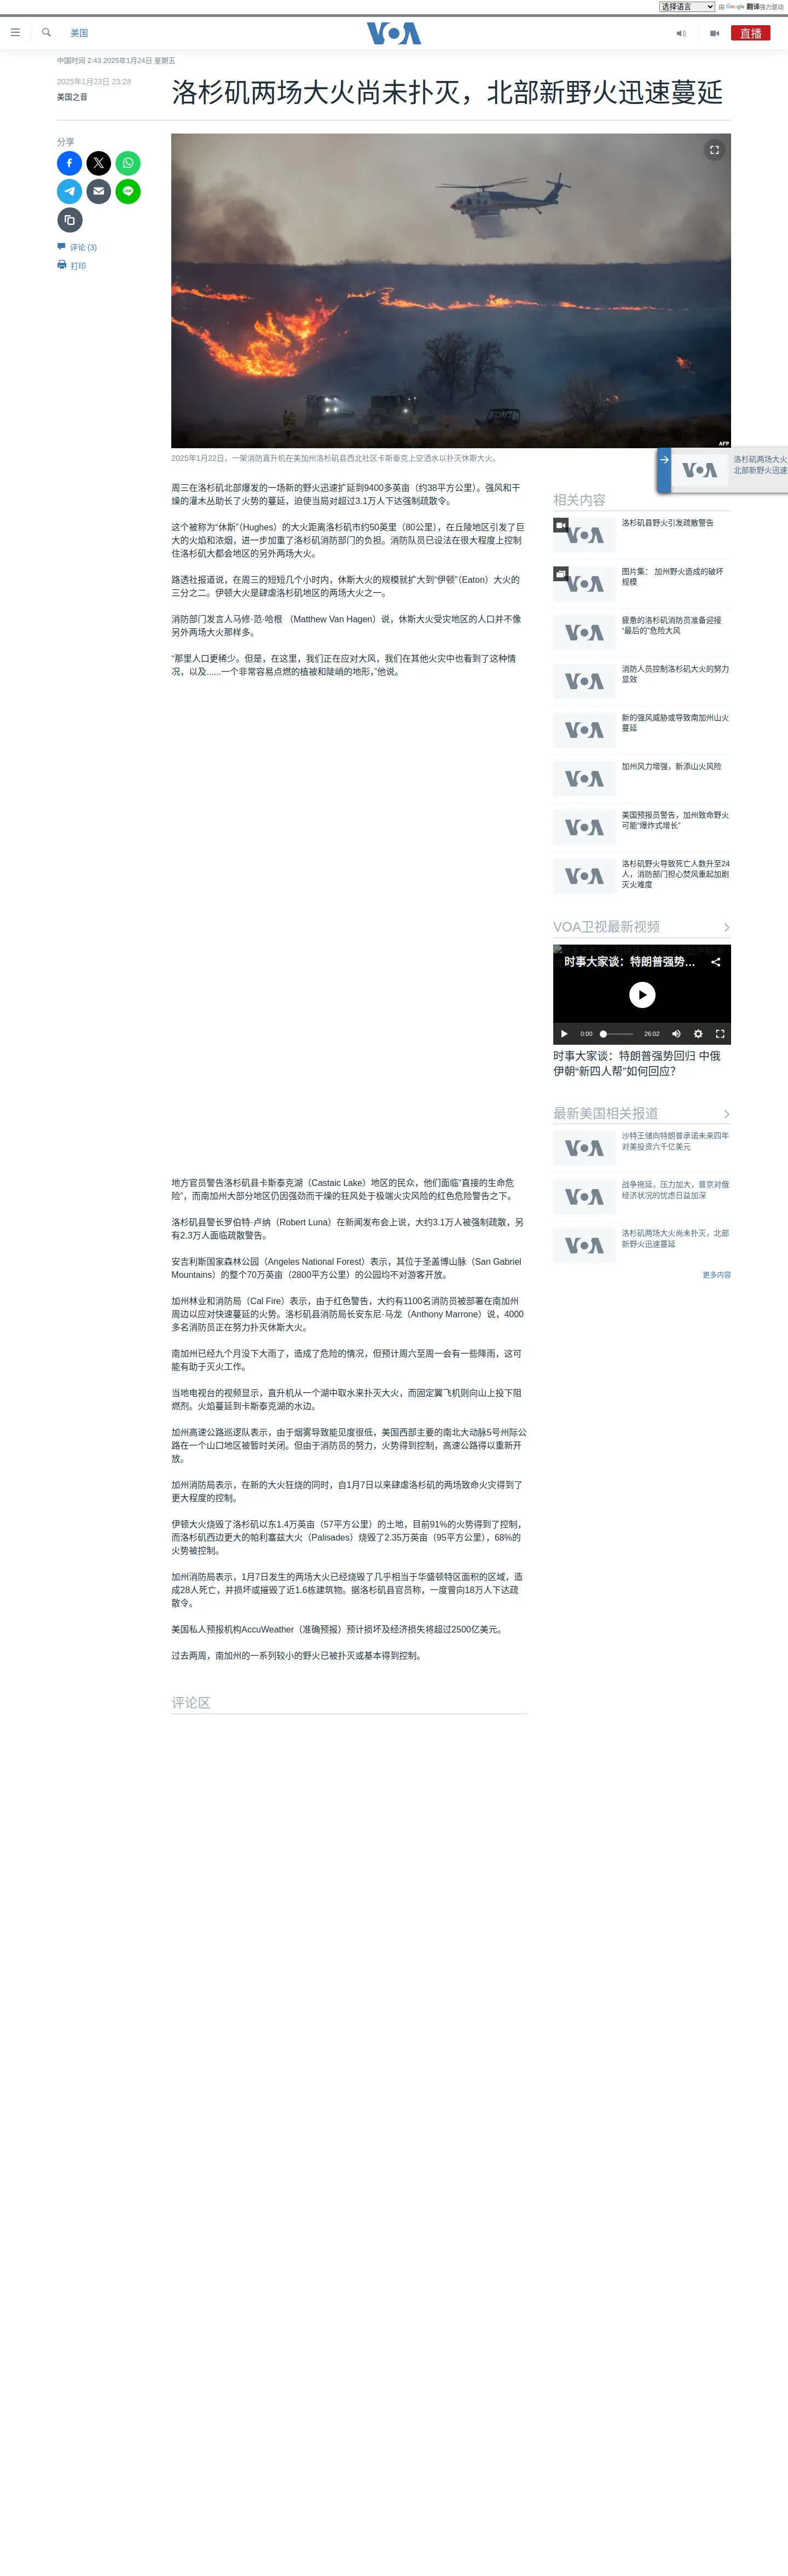 选择语言
由 Google 翻译强力驱动
美国
VOA
直播
中国时间 2:43 2025年1月24日 星期五
2025年1月23日 23:28
美国之音
洛杉矶两场大火尚未扑灭，北部新野火迅速蔓延
分享
评论 (3)
打印
AFP
2025年1月22日，一架消防直升机在美加州洛杉矶县西北社区卡斯泰克上空洒水以扑灭休斯大火。
周三在洛杉矶北部爆发的一场新的野火迅速扩延到9400多英亩（约38平方公里）。强风和干
燥的灌木丛助长了火势的蔓延，迫使当局对超过3.1万人下达强制疏散令。
这个被称为“休斯”（Hughes）的大火距离洛杉矶市约50英里（80公里），在丘陵地区引发了巨
大的火焰和浓烟，进一步加重了洛杉矶消防部门的负担。消防队员已设法在很大程度上控制
住洛杉矶大都会地区的另外两场大火。
路透社报道说，在周三的短短几个小时内，休斯大火的规模就扩大到“伊顿”（Eaton）大火的
三分之二。伊顿大火是肆虐洛杉矶地区的两场大火之一。
消防部门发言人马修·范·哈根 （Matthew Van Hagen）说，休斯大火受灾地区的人口并不像
另外两场大火那样多。
“那里人口更稀少。但是，在这里，我们正在应对大风，我们在其他火灾中也看到了这种情
况，以及......一个非常容易点燃的植被和陡峭的地形，”他说。
地方官员警告洛杉矶县卡斯泰克湖（Castaic Lake）地区的民众，他们面临“直接的生命危
险”，而南加州大部分地区仍因强劲而干燥的狂风处于极端火灾风险的红色危险警告之下。
洛杉矶县警长罗伯特·卢纳（Robert Luna）在新闻发布会上说，大约3.1万人被强制疏散，另
有2.3万人面临疏散警告。
安吉利斯国家森林公园（Angeles National Forest）表示，其位于圣盖博山脉（San Gabriel
Mountains）的整个70万英亩（2800平方公里）的公园均不对游客开放。
加州林业和消防局（Cal Fire）表示，由于红色警告，大约有1100名消防员被部署在南加州
周边以应对快速蔓延的火势。洛杉矶县消防局长安东尼·马龙（Anthony Marrone）说，4000
多名消防员正在努力扑灭休斯大火。
南加州已经九个月没下大雨了，造成了危险的情况，但预计周六至周一会有一些降雨，这可
能有助于灭火工作。
当地电视台的视频显示，直升机从一个湖中取水来扑灭大火，而固定翼飞机则向山上投下阻
燃剂。火焰蔓延到卡斯泰克湖的水边。
加州高速公路巡逻队表示，由于烟雾导致能见度很低，美国西部主要的南北大动脉5号州际公
路在一个山口地区被暂时关闭。但由于消防员的努力，火势得到控制，高速公路得以重新开
放。
加州消防局表示，在新的大火狂烧的同时，自1月7日以来肆虐洛杉矶的两场致命火灾得到了
更大程度的控制。
伊顿大火烧毁了洛杉矶以东1.4万英亩（57平方公里）的土地，目前91%的火势得到了控制，
而洛杉矶西边更大的帕利塞兹大火（Palisades）烧毁了2.35万英亩（95平方公里），68%的
火势被控制。
加州消防局表示，1月7日发生的两场大火已经烧毁了几乎相当于华盛顿特区面积的区域，造
成28人死亡，并损坏或摧毁了近1.6栋建筑物。据洛杉矶县官员称，一度曾向18万人下达疏
散令。
美国私人预报机构AccuWeather（准确预报）预计损坏及经济损失将超过2500亿美元。
过去两周，南加州的一系列较小的野火已被扑灭或基本得到控制。
评论区
VOA
洛杉矶两场大火
北部新野火迅速
相关内容
VOA
洛杉矶县野火引发疏散警告
VOA
图片集： 加州野火造成的破坏
规模
VOA
疲惫的洛杉矶消防员准备迎接
“最后的”危险大风
VOA
消防人员控制洛杉矶大火的努力
显效
VOA
新的强风威胁或导致南加州山火
蔓延
VOA
加州风力增强，新添山火风险
VOA
美国预报员警告，加州致命野火
可能“爆炸式增长”
VOA
洛杉矶野火导致死亡人数升至24
人，消防部门担心焚风重起加剧
灭火难度
VOA卫视最新视频
时事大家谈：特朗普强势…
0:00
26:02
时事大家谈：特朗普强势回归 中俄
伊朝“新四人帮”如何回应？
最新美国相关报道
VOA
沙特王储向特朗普承诺未来四年
对美投资六千亿美元
VOA
战争拖延，压力加大，普京对俄
经济状况的忧虑日益加深
VOA
洛杉矶两场大火尚未扑灭，北部
新野火迅速蔓延
更多内容